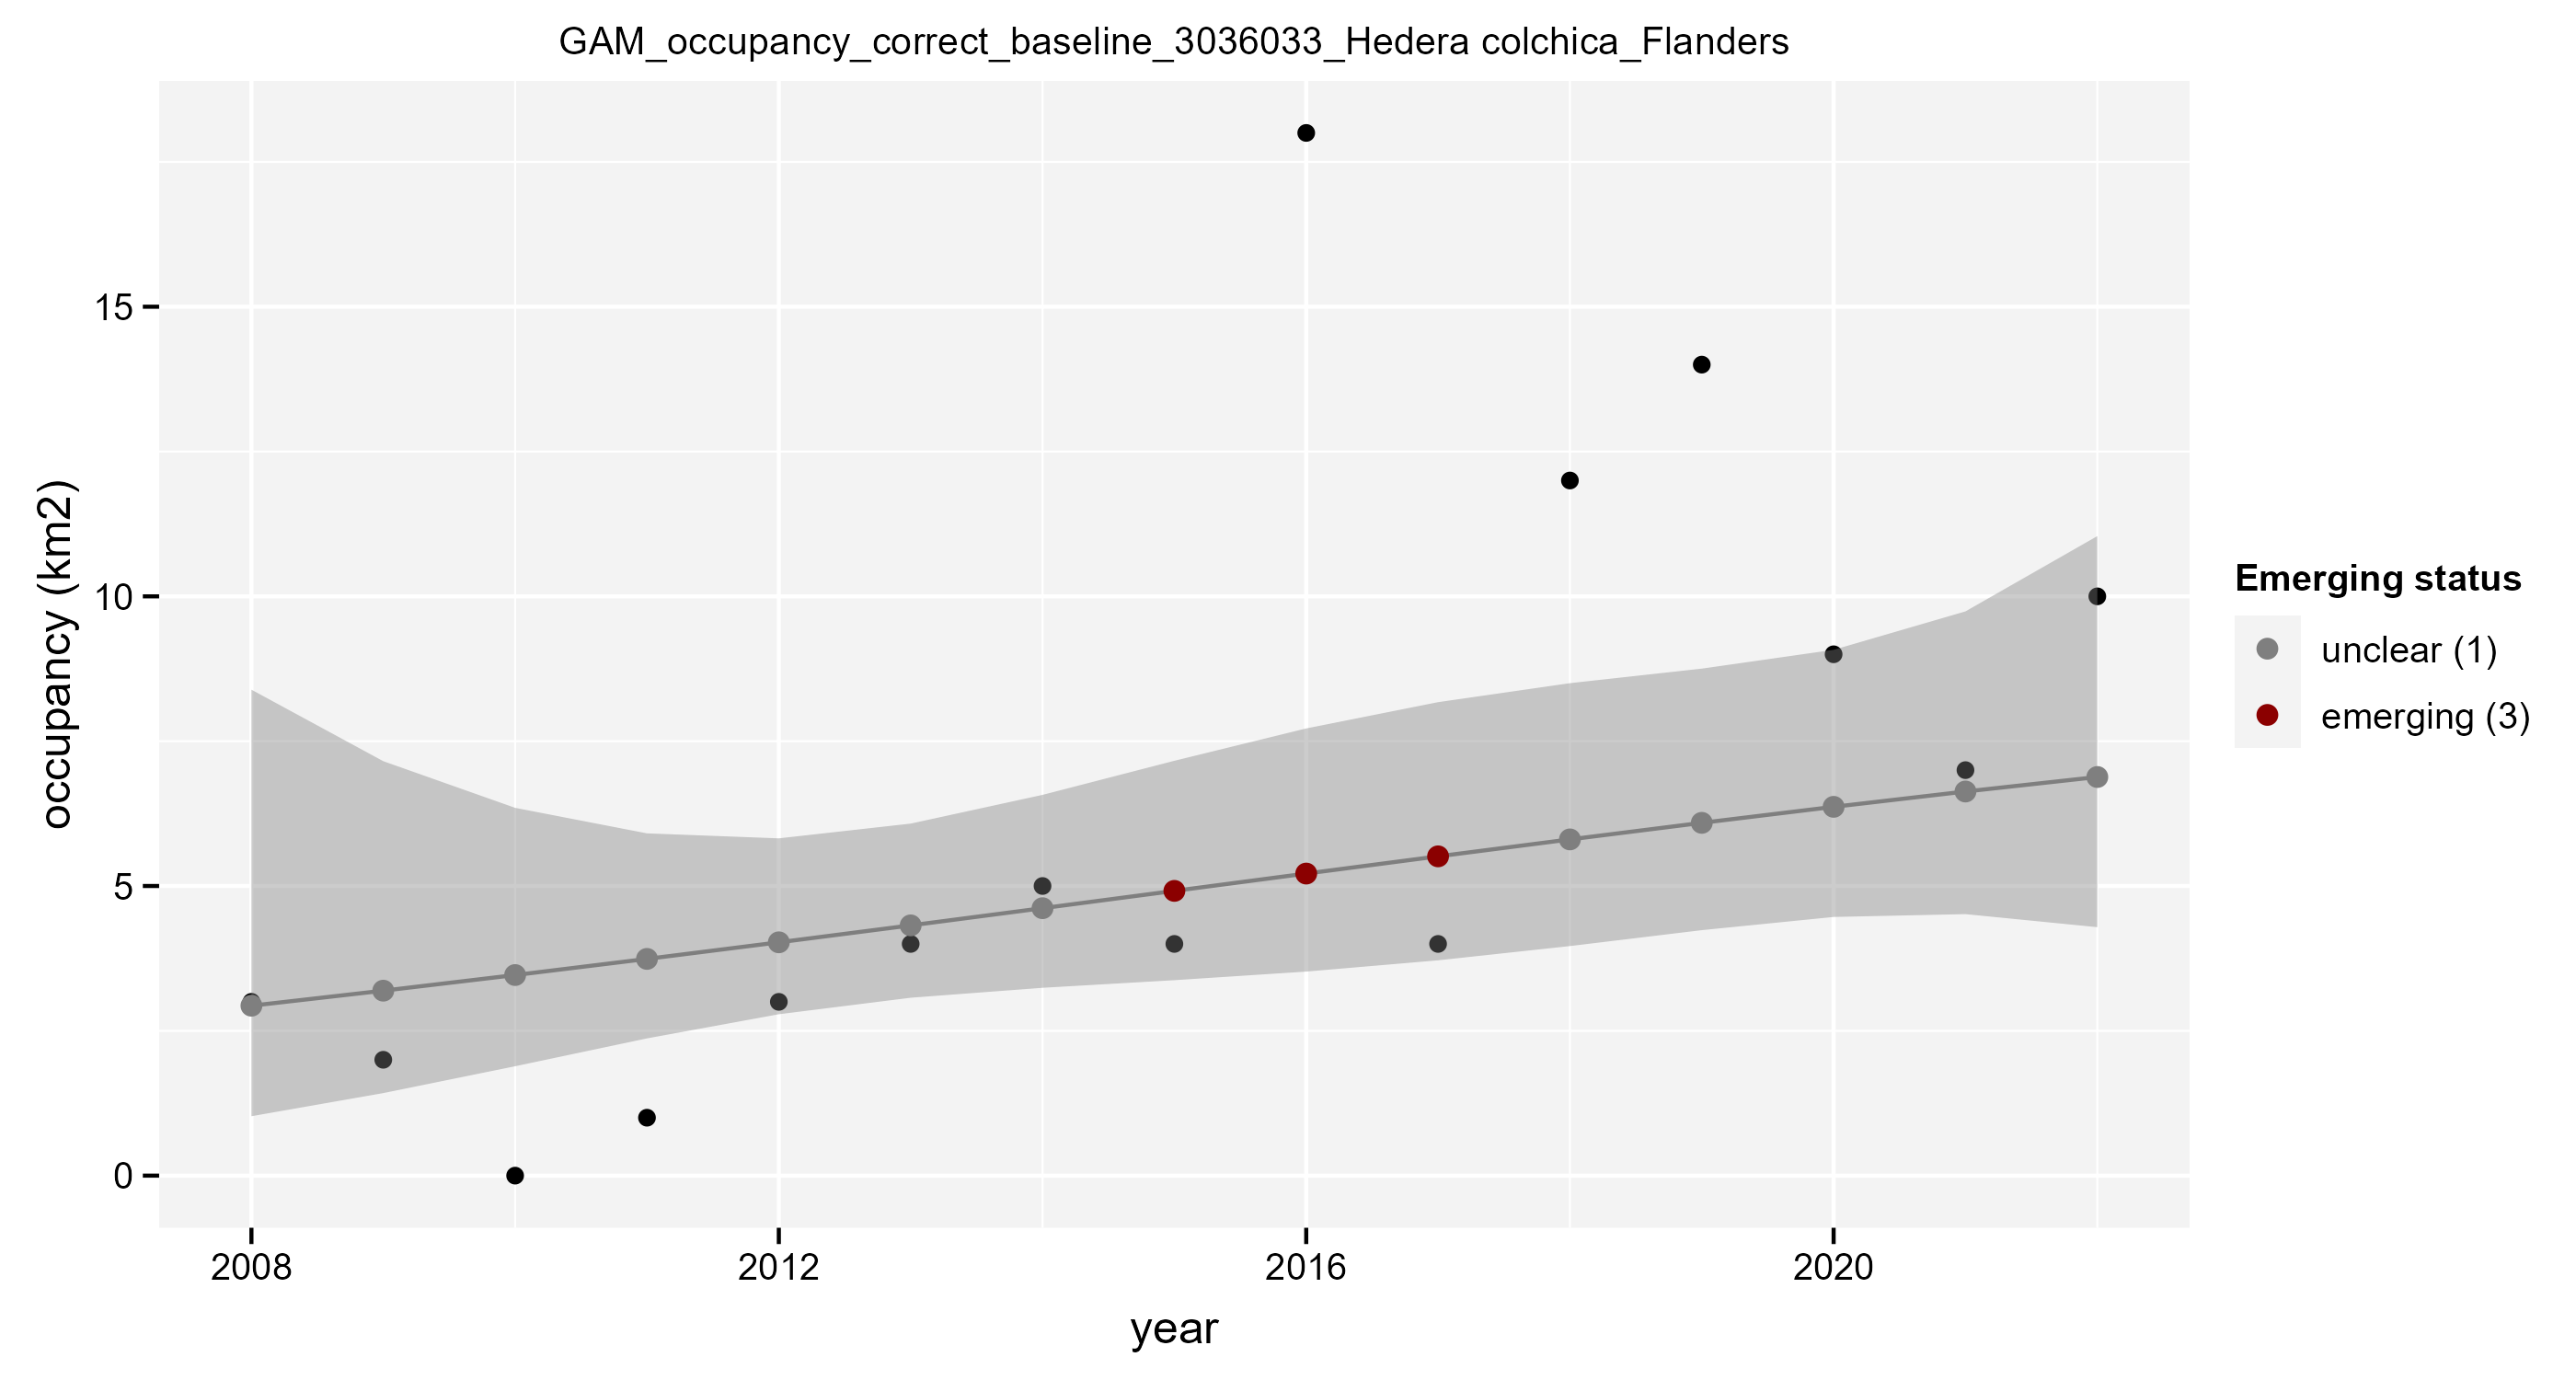 GAM_occupancy_correct_baseline_3036033_Hedera colchica_Flanders
occupancy (km2)
15
10
5
0
2008
2012
2016
2020
year
Emerging status
unclear (1)
emerging (3)